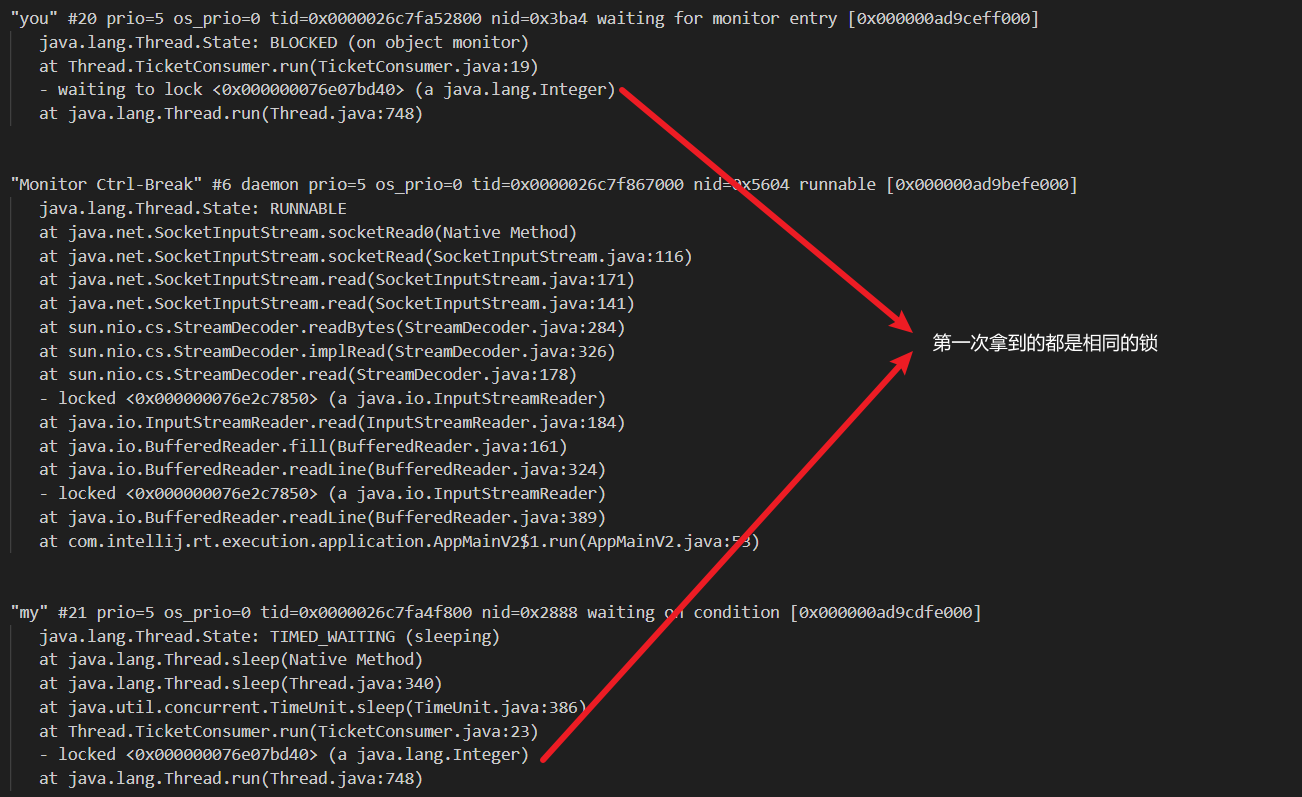 "you" #20 prio=5 os_prio=0 tid=0x0000026c7fa52800 nid=0x3ba4 waiting for monitor entry [0x000000ad9ceff000]
java.lang.Thread.State: BLOCKED (on object monitor)
at Thread.TicketConsumer.run(TicketConsumer.java:19)
- waiting to lock <0x000000076e07bd40> (a java.lang.Integer)
at java.lang.Thread.run(Thread.java:748)
"Monitor Ctrl-Break" #6 daemon prio=5 os_prio=0 tid=0x0000026c7f867000 nid=0x5604 runnable [0x000000ad9befe000]
java.lang.Thread.State: RUNNABLE
at java.net.SocketInputStream.socketRead0(Native Method)
at java.net.SocketInputStream.socketRead(SocketInputStream.java:116)
at java.net.SocketInputStream.read(SocketInputStream.java:171)
at java.net.SocketInputStream.read(SocketInputStream.java:141)
at sun.nio.cs.StreamDecoder.readBytes(StreamDecoder.java:284)
at sun.nio.cs.StreamDecoder.implRead(StreamDecoder.java:326)
第一次拿到的都是相同的锁
at sun.nio.cs.StreamDecoder.read(StreamDecoder.java:178)
- locked <0x000000076e2c7850> (a java.io.InputStreamReader)
at java.io.InputStreamReader.read(InputStreamReader.java:184)
at java.io.BufferedReader.fill(BufferedReader.java:161)
at java.io.BufferedReader.readLine(BufferedReader.java:324)
- locked <0x000000076e2c7850> (a java.io.InputStreamReader)
at java.io.BufferedReader.readLine(BufferedReader.java:389)
at com.intellij.rt.execution.application.AppMainV2$1.run(AppMainV2.java:53)
"my" #21 prio=5 os_prio=0 tid=0x0000026c7fa4f800 nid=0x2888 waiting on condition [0x000000ad9cdfe000]
java.lang.Thread.State: TIMED_WAITING (sleeping)
at java.lang.Thread.sleep(Native Method)
at java.lang.Thread.sleep(Thread.java:340)
at java.util.concurrent.TimeUnit.sleep(TimeUnit.java:386)
at Thread.TicketConsumer.run(TicketConsumer.java:23)
- locked <0x000000076e07bd40> (a java.lang.Integer)
at java.lang.Thread.run(Thread.java:748)